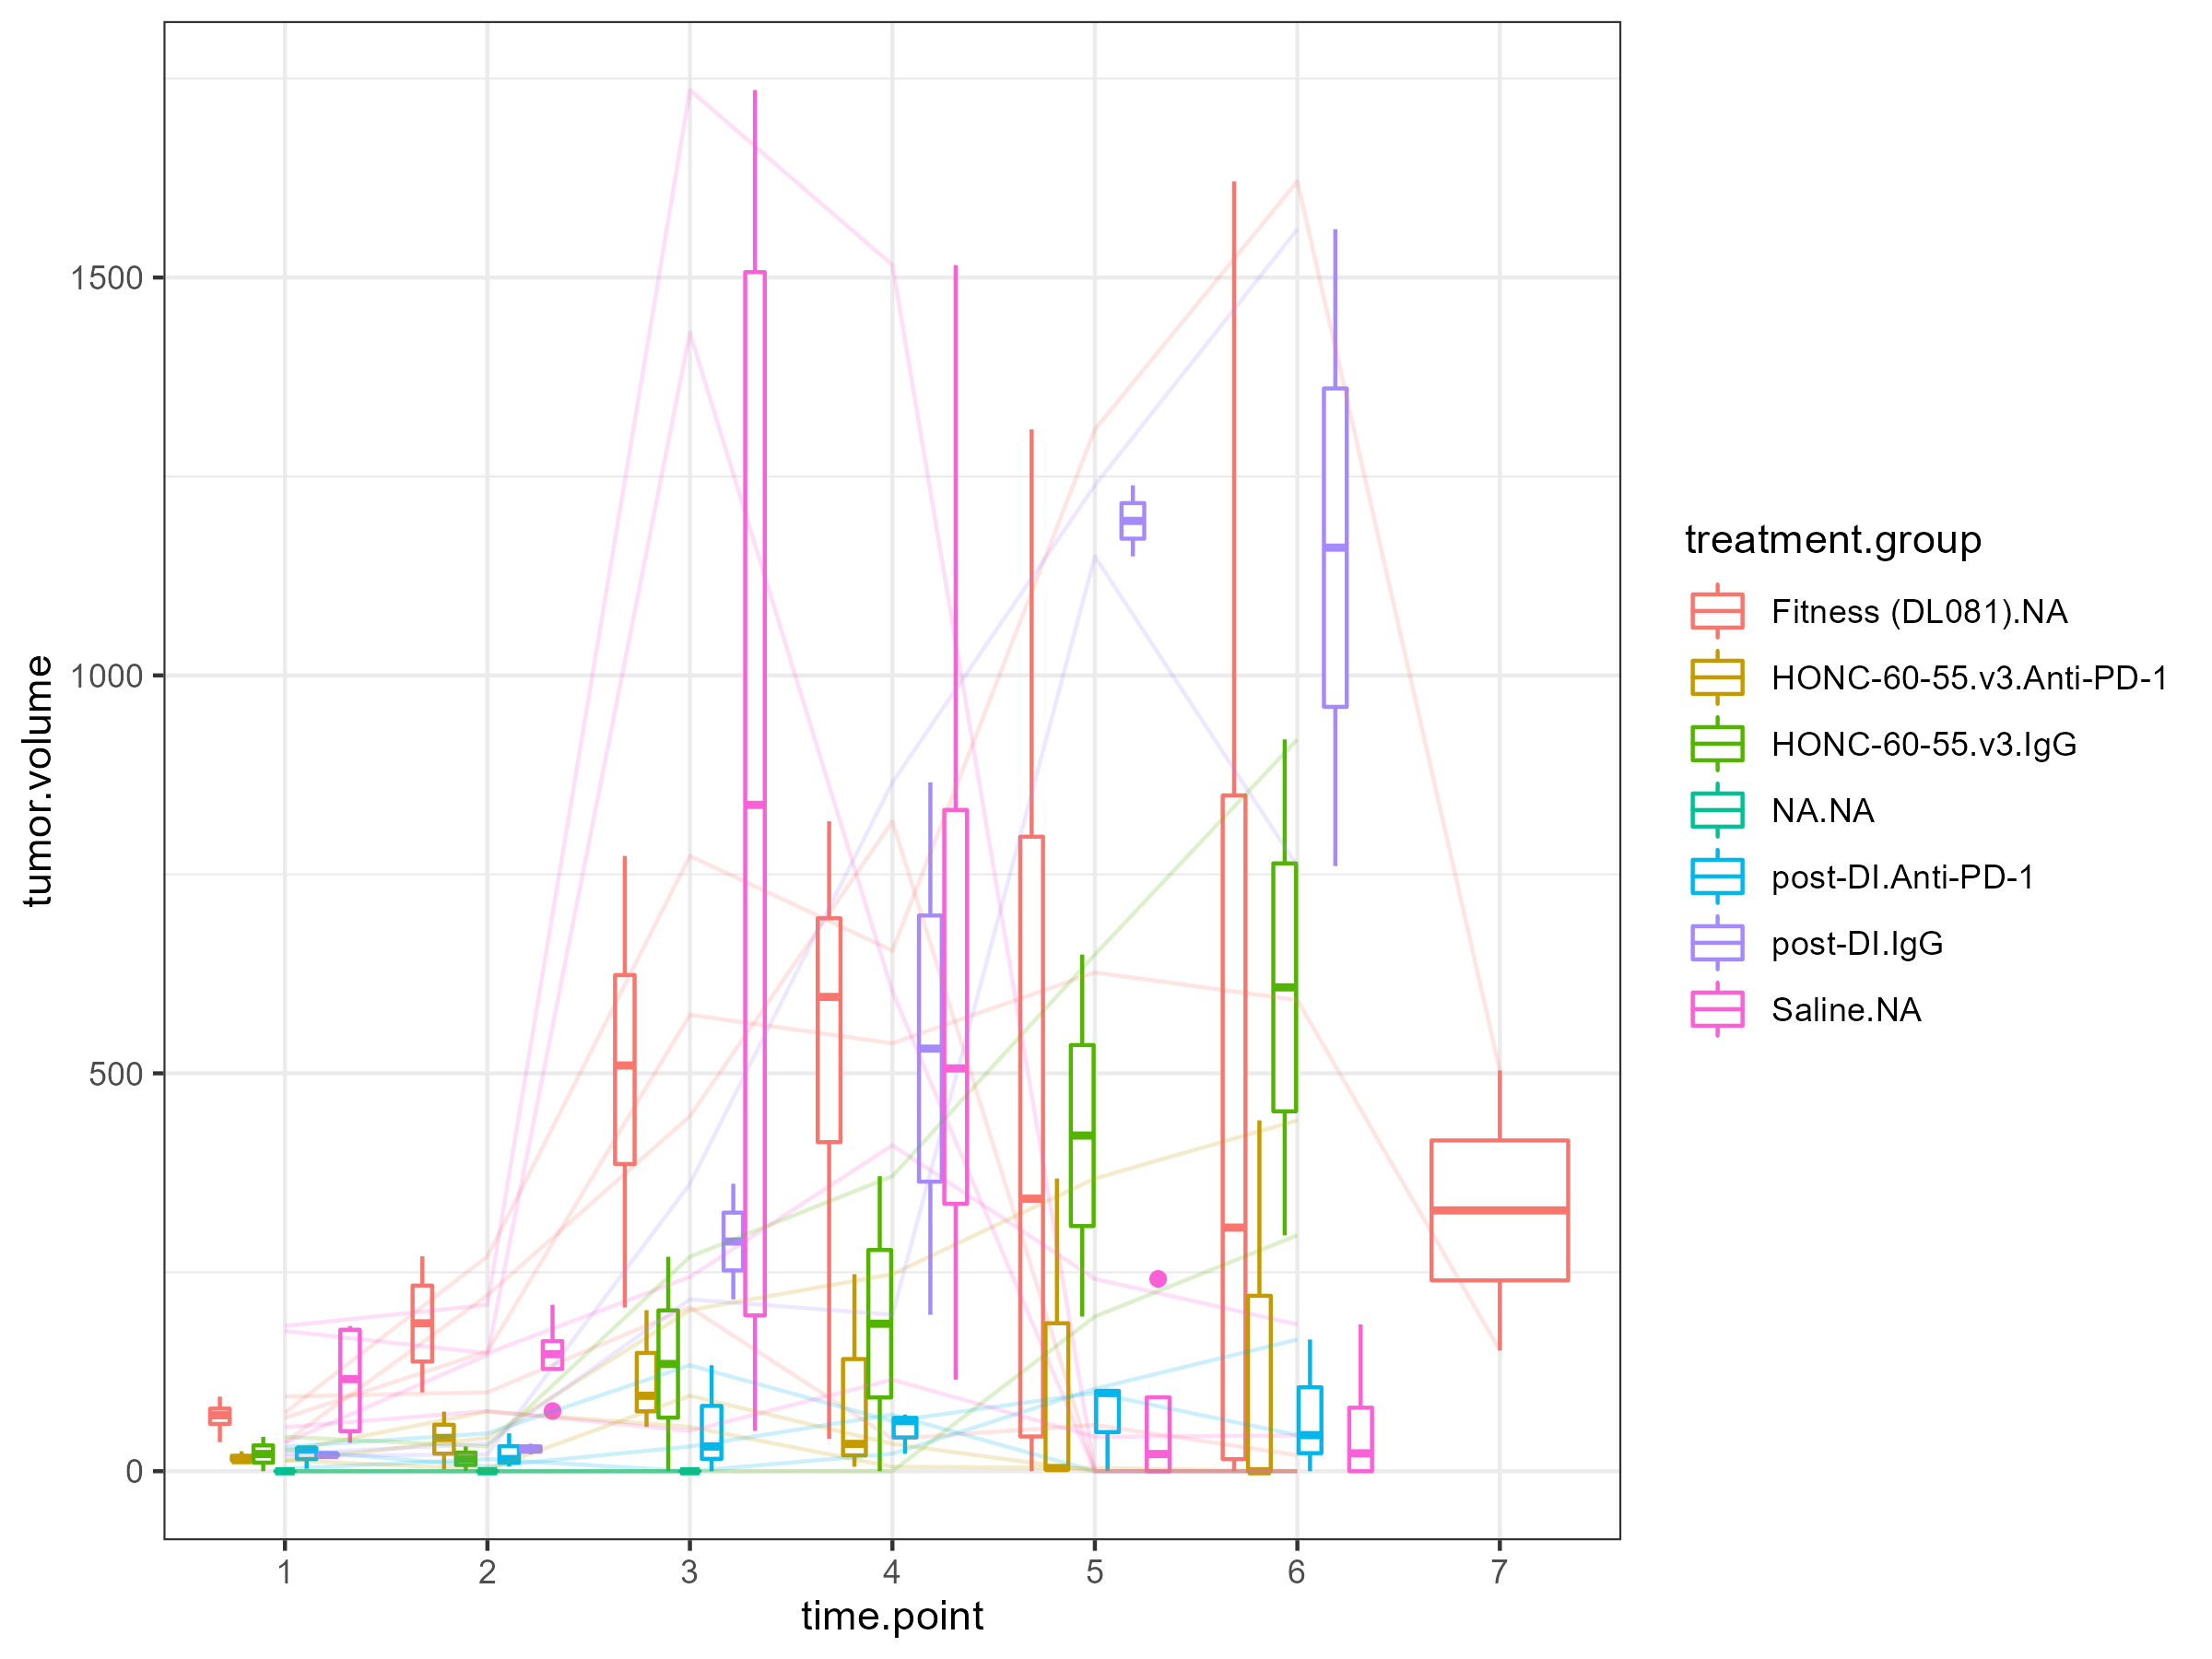 1500
1000
500
0
tumor.volume
1 2 3 4 5 6 7
time.point
treatment.group
Fitness (DL081).NA
HONC-60-55.v3.Anti-PD-1
HONC-60-55.v3.IgG
NA.NA
post-DI.Anti-PD-1
post-DI.IgG
Saline.NA